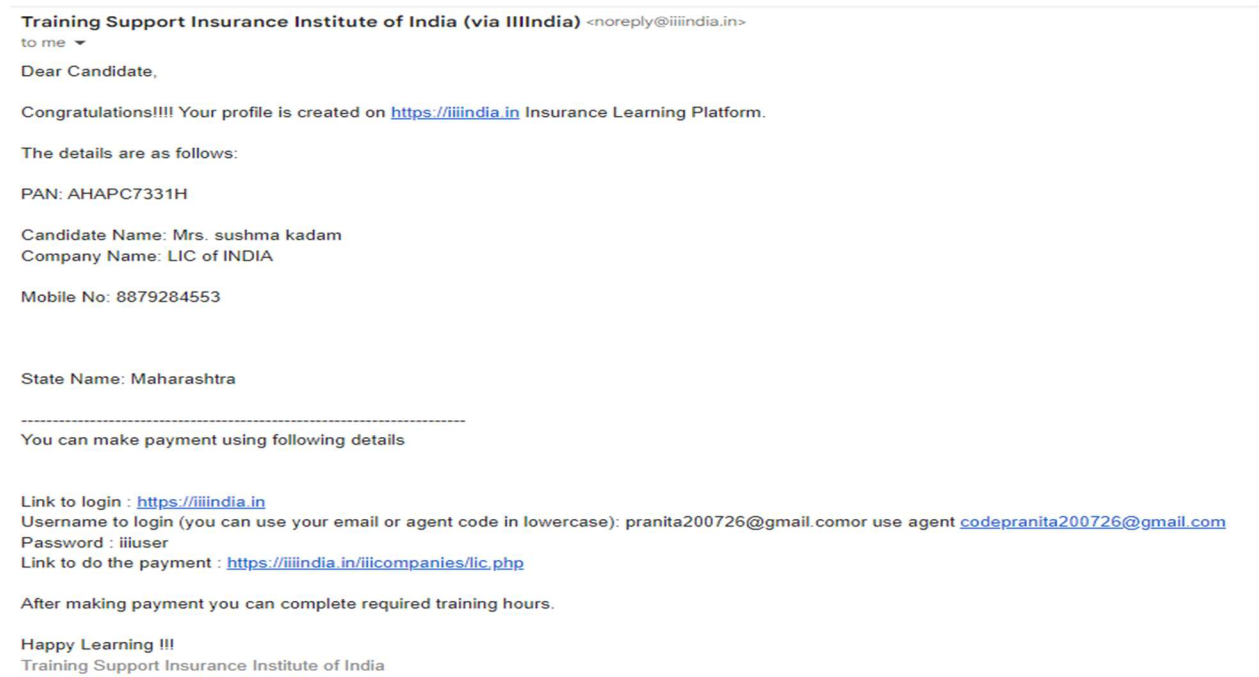 Training Support Insurance Institute of India (via IIIIndia) <noreply@iiiindia.in>
to me
Dear Candidate,
Congratulations!!!! Your profile is created on https://iiiindia.in Insurance Learning Platform.
The details are as follows:
PAN: AHAPC7331H
Candidate Name: Mrs. sushma kadam
Company Name: LIC of INDIA
Mobile No: 8879284553
State Name: Maharashtra
-----------------------------------------------------------------------
You can make payment using following details
Link to login : https://iiiindia.in
Username to login (you can use your email or agent code in lowercase): pranita200726@gmail.comor use agent codepranita200726@gmail.com
Password : iiiuser
Link to do the payment : https://iiiindia.in/iiicompanies/lic.php
After making payment you can complete required training hours.
Happy Learning !!!
Training Support Insurance Institute of India